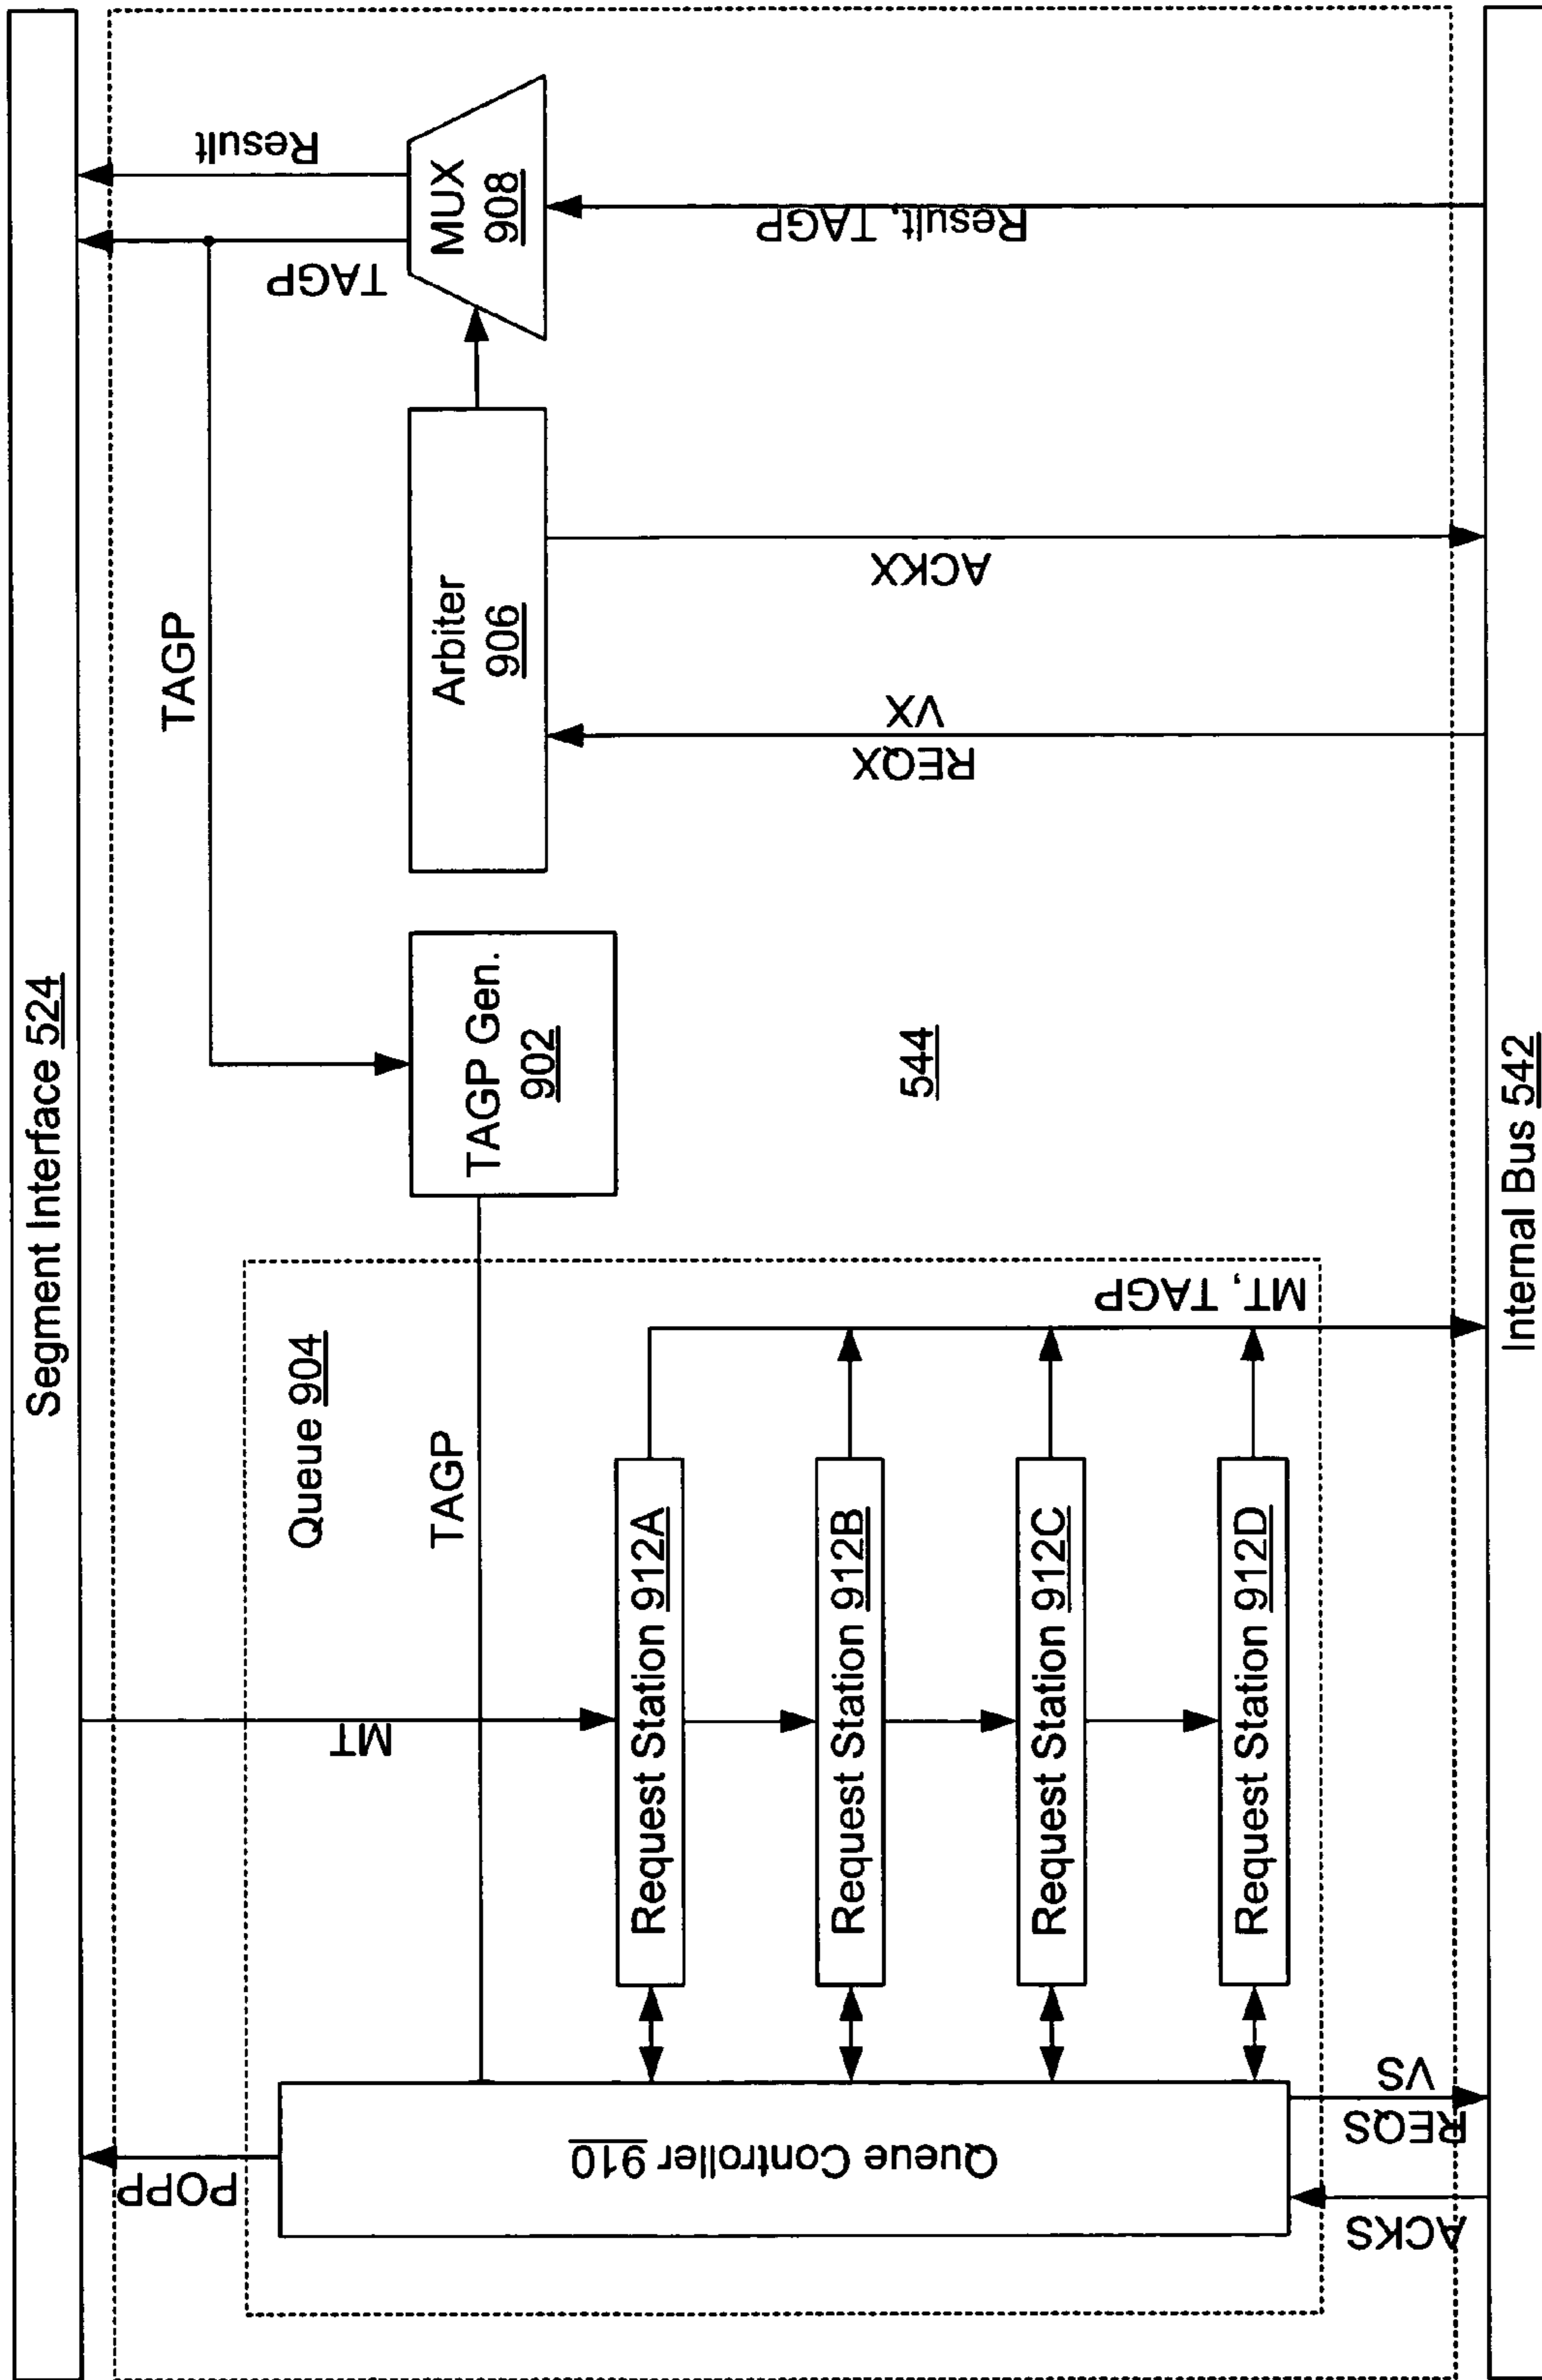 Segment Interface 524
POPP
MT
Queue 904
TAGP
TAGP
TAGP
Result
Queue Controller 910
Request Station 912A
Request Station 912B
Request Station 912C
Request Station 912D
MT, TAGP
TAGP Gen.
902
Arbiter
906
MUX
908
544
REQX
VX
ACKX
Result, TAGP
ACKS
REQS
VS
Internal Bus 542